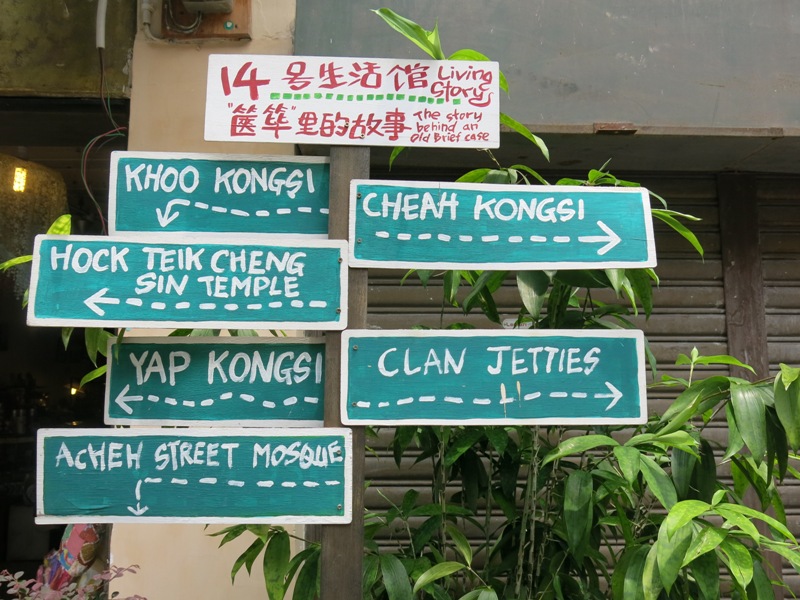 14号生活馆 Living Story
"箧笔"里的故事 The story behind an Old Brief case
KHOO KONGSI
CHEAH KONGSI
HOCK TEIK CHENG
SIN TEMPLE
YAP KONGSI
CLAN JETTIES
ACHEH STREET MOSQUE